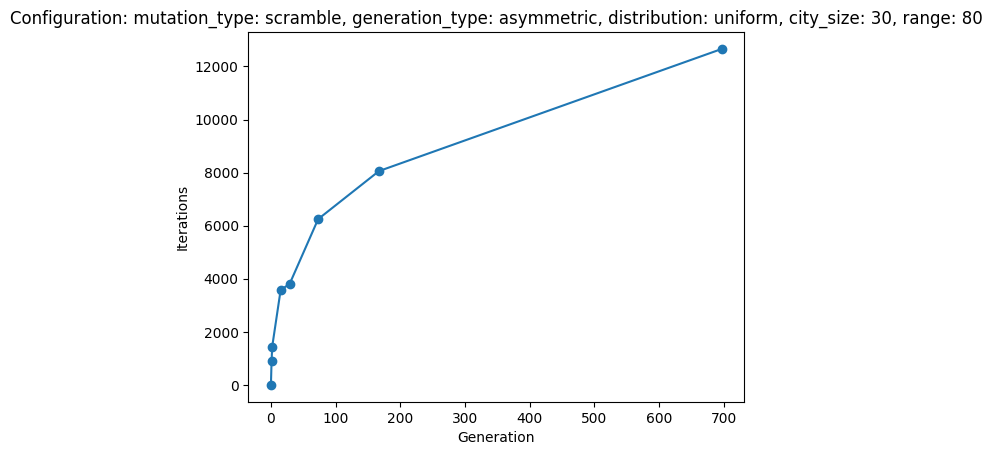 Configuration: mutation_type: scramble, generation_type: asymmetric, distribution: uniform, city_size: 30, range: 80
12000
10000
8000
6000
4000
2000
0
Iterations
0 100 200 300 400 500 600 700
Generation